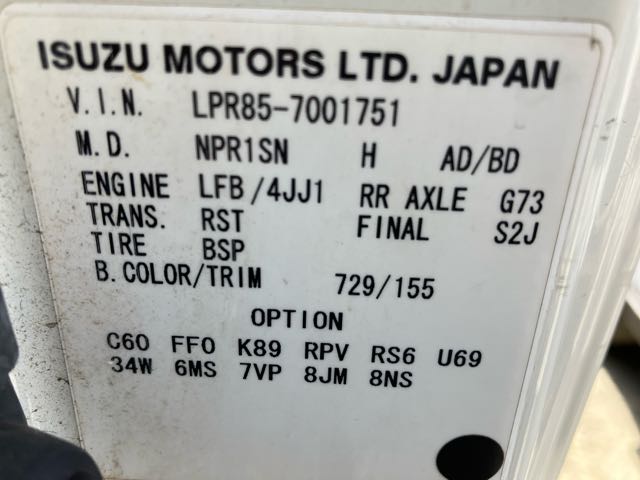 ISUZU MOTORS LTD. JAPAN
V.I.N. LPR85-7001751
M.D. NPR1SN H AD/BD
ENGINE LFB/4JJ1 RR AXLE G73
TRANS. RST FINAL S2J
TIRE BSP
B.COLOR/TRIM 729/155
OPTION
C60 FFO K89 RPV RS6 U69
34W 6MS 7VP 8JM 8NS